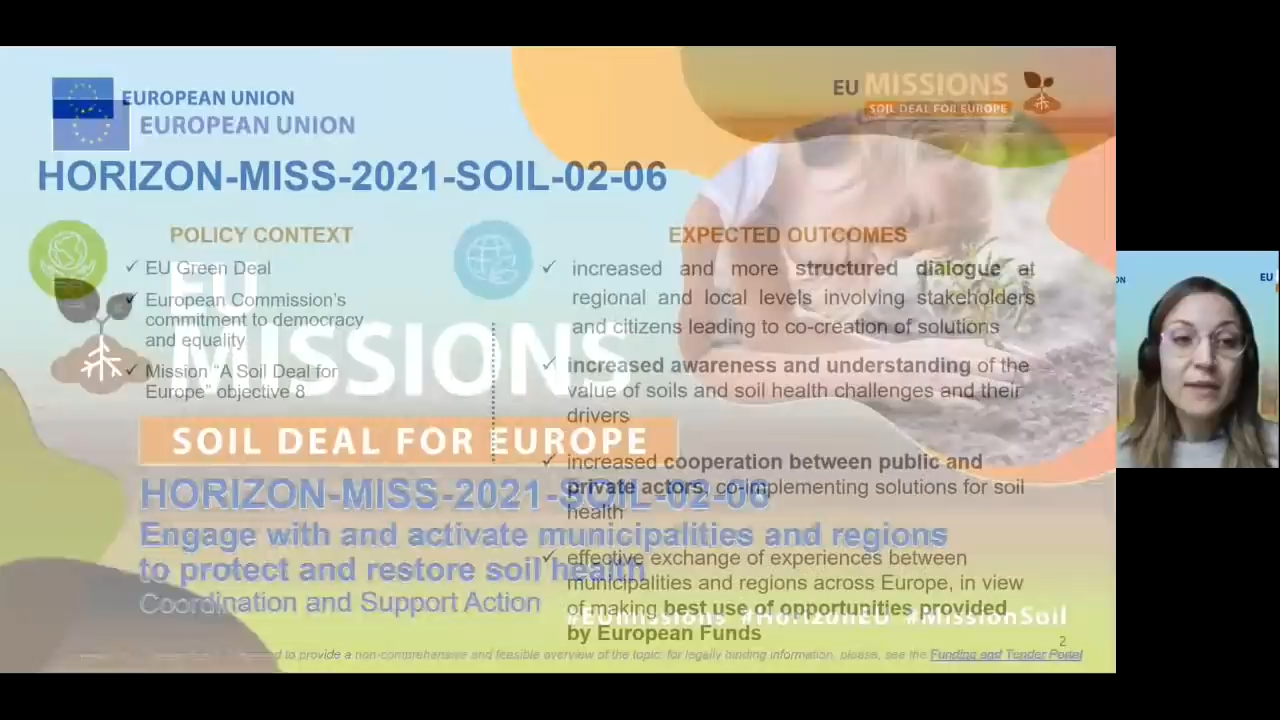 EUROPEAN UNION
EUROPEAN UNION
EU MISSIONS
SOIL DEAL FOR EUROPE
HORIZON-MISS-2021-SOIL-02-06
POLICY CONTEXT
✓ EU Green Deal
✓ European Commission's
commitment to democracy
and equality
✓ Mission "A Soil Deal for
Europe" objective 8
EXPECTED OUTCOMES
✓ increased and more structured dialogue at
regional and local levels involving stakeholders
and citizens leading to co-creation of solutions
✓ increased awareness and understanding of the
value of soils and soil health challenges and their
drivers
✓ increased cooperation between public and
private actors, co-implementing solutions for soil
health
✓ effective exchange of experiences between
municipalities and regions across Europe, in view
of making best use of opportunities provided
by European Funds
EU
MISSIONS
SOIL DEAL FOR EUROPE
HORIZON-MISS-2021-SOIL-02-06
Engage with and activate municipalities and regions
to protect and restore soil health
Coordination and Support Action
#EUmissions #HorizonEU #MissionSoil
2
to provide a non-comprehensive and feasible overview of the topic: for legally binding information, please, see the Funding and Tender Portal
ON
EU